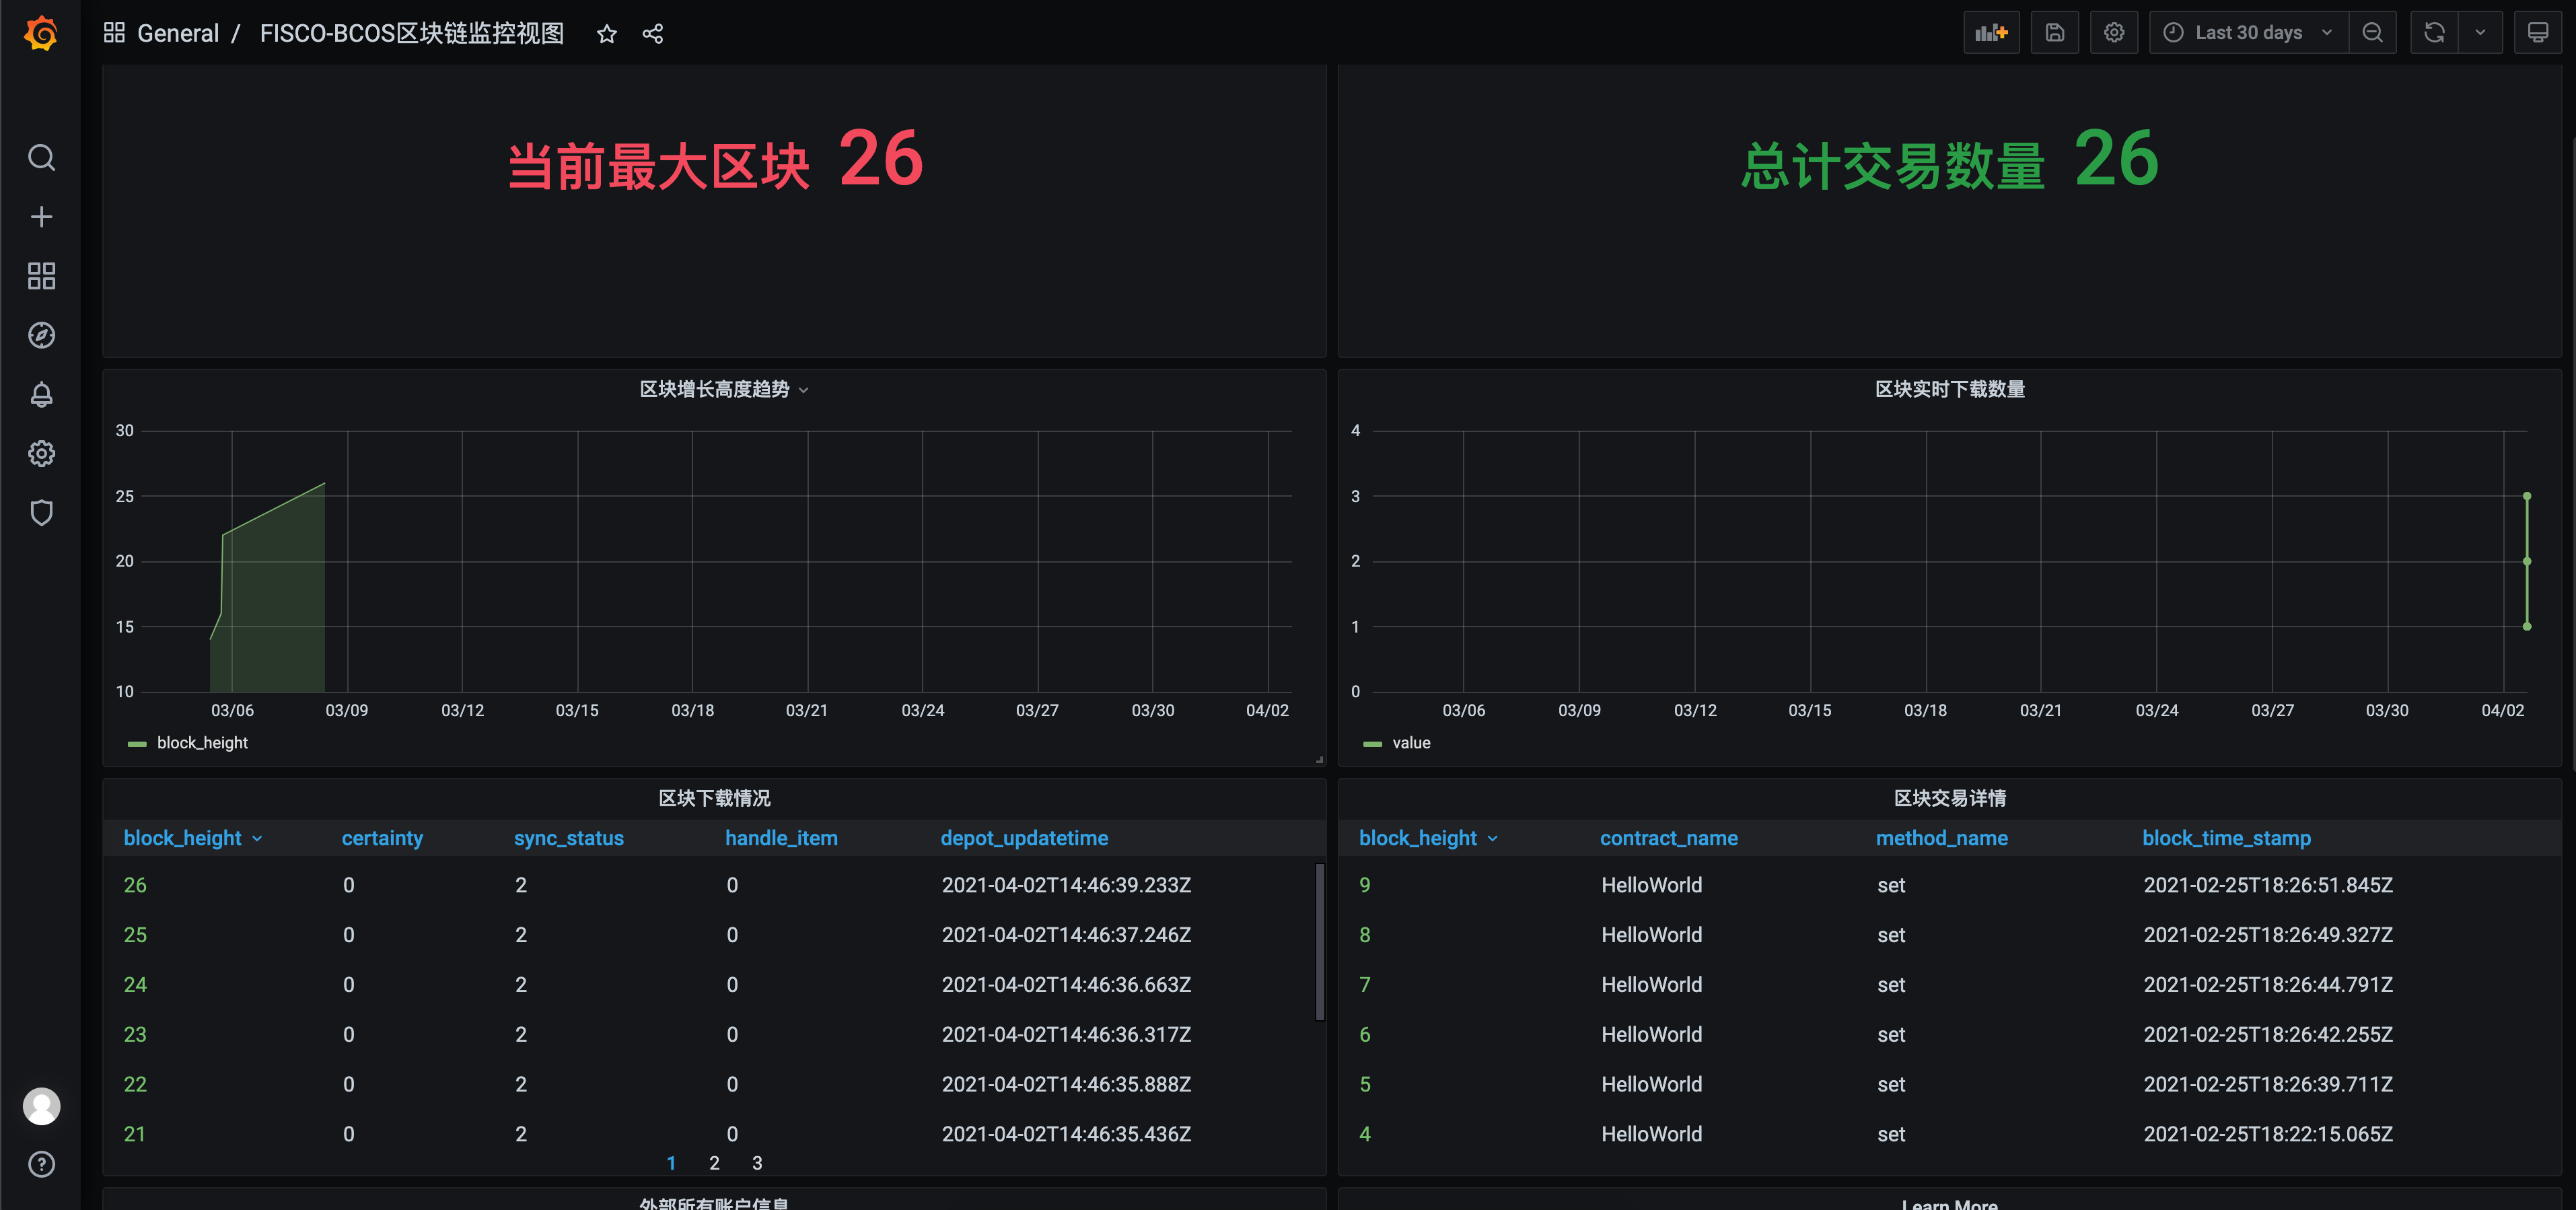 General / FISCO-BCOS区块链监控视图
Last 30 days
当前最大区块 26
总计交易数量 26
区块增长高度趋势
30
25
20
15
10
03/06 03/09 03/12 03/15 03/18 03/21 03/24 03/27 03/30 04/02
block_height
区块实时下载数量
4
3
2
1
0
03/06 03/09 03/12 03/15 03/18 03/21 03/24 03/27 03/30 04/02
value
区块下载情况
block_height certainty sync_status handle_item depot_updatetime
26 0 2 0 2021-04-02T14:46:39.233Z
25 0 2 0 2021-04-02T14:46:37.246Z
24 0 2 0 2021-04-02T14:46:36.663Z
23 0 2 0 2021-04-02T14:46:36.317Z
22 0 2 0 2021-04-02T14:46:35.888Z
21 0 2 0 2021-04-02T14:46:35.436Z
1 2 3
区块交易详情
block_height contract_name method_name block_time_stamp
9 HelloWorld set 2021-02-25T18:26:51.845Z
8 HelloWorld set 2021-02-25T18:26:49.327Z
7 HelloWorld set 2021-02-25T18:26:44.791Z
6 HelloWorld set 2021-02-25T18:26:42.255Z
5 HelloWorld set 2021-02-25T18:26:39.711Z
4 HelloWorld set 2021-02-25T18:22:15.065Z
外部所有账户信息
Learn More